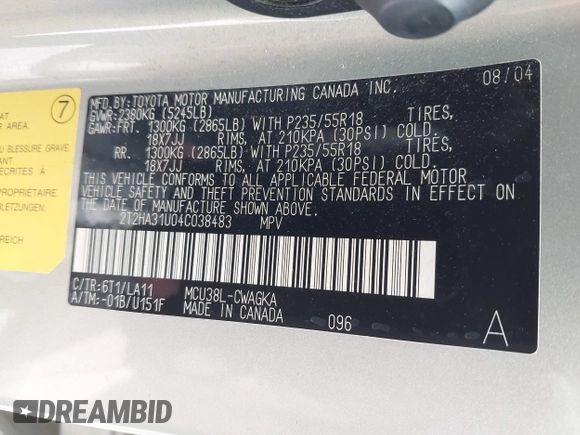 08/04
MFD. BY: TOYOTA MOTOR MANUFACTURING CANADA INC.
GVWR: 2380KG (5245LB)
GAWR: FRT. 1300KG (2865LB) WITH P235/55R18 TIRES,
18X7JJ RIMS, AT 210KPA (30PSI) COLD.
RR. 1300KG (2865LB) WITH P235/55R18 TIRES,
18X7JJ RIMS, AT 210KPA (30PSI) COLD.
THIS VEHICLE CONFORMS TO ALL APPLICABLE FEDERAL MOTOR
VEHICLE SAFETY AND THEFT PREVENTION STANDARDS IN EFFECT ON
THE DATE OF MANUFACTURE SHOWN ABOVE.
2T2HA31U04C038483 MPV
C/TR: 6T1/LA11 MCU38L-CWAGKA
A/TM: -01B/U151F MADE IN CANADA 096 A
7
R AREA.
U BLESSURE GRAVE
CRITES À
PROPRIÉTAIRE
LETZUNGEN.
BEREICH
DREAMBID